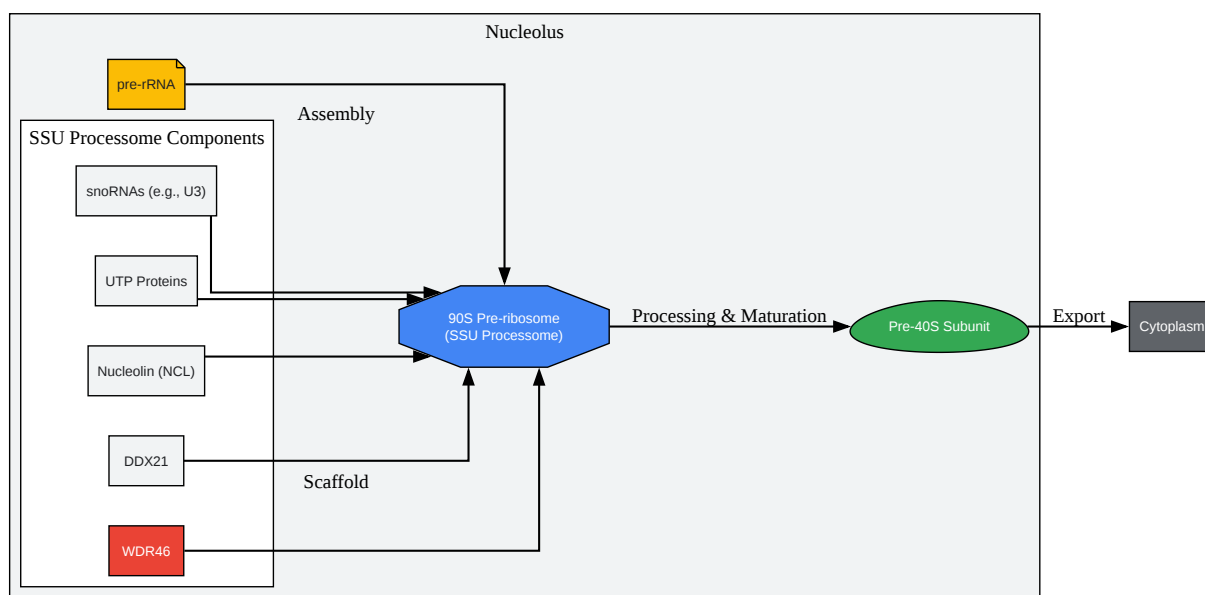 Nucleolus
pre-rRNA
Assembly
SSU Processome Components
snoRNAs (e.g., U3)
UTP Proteins
90S Pre-ribosome
(SSU Processome)
Processing & Maturation
Pre-40S Subunit
Export
Cytoplasm
Nucleolin (NCL)
DDX21
Scaffold
WDR46